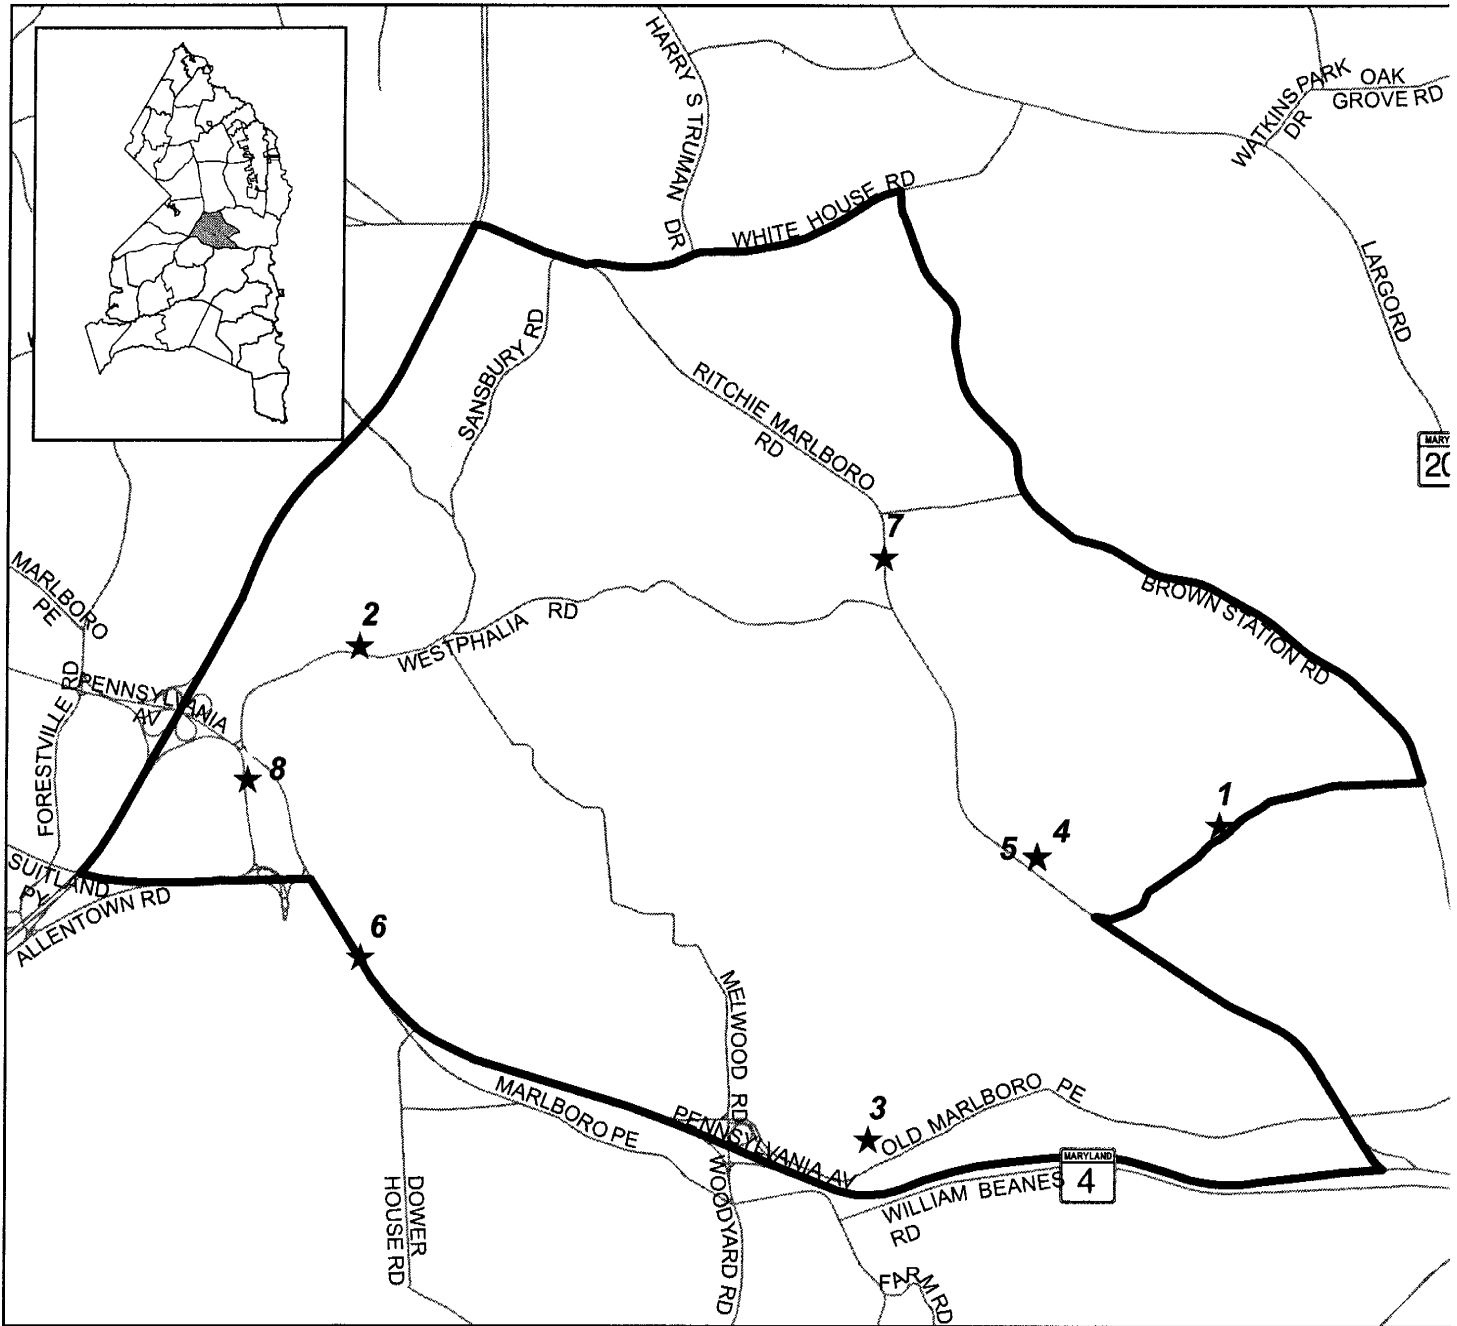 HARRY S TRUMAN DR
WATKINS PARK
DR
OAK
GROVE RD
WHITE HOUSE RD
LARGORD
SANSBURY RD
RITCHIE MARLBORO
RD
MARY
20
7
MARLBORO
PE
BROWN STATION RD
2
WESTPHALIA RD
FORESTVILLE RD
PENNSYLVANIA
AV
8
1
5 4
SUITLAND
PY
ALLENTOWN RD
6
MELWOOD RD
MARLBORO PE
PENNSYLVANIA AV
3
OLD MARLBORO PE
MARYLAND
4
WILLIAM BEANES
RD
DOWER
HOUSE RD
WOODYARD RD
FARM RD